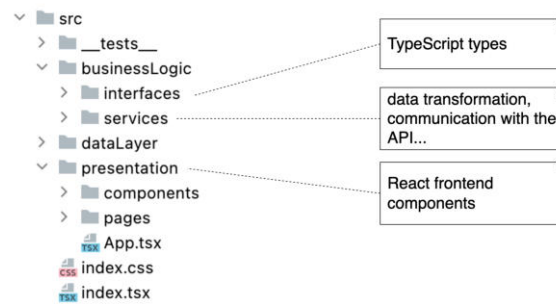 src
__tests__
businessLogic
interfaces
services
dataLayer
presentation
components
pages
TSX App.tsx
CSS index.css
TSX index.tsx
TypeScript types
data transformation,
communication with the
API...
React frontend
components